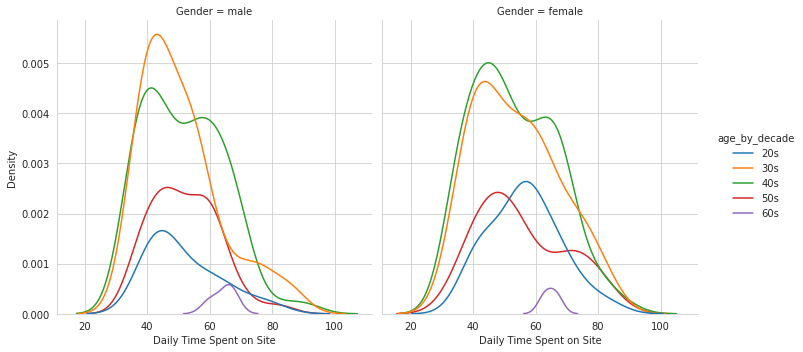 Gender = male
Gender = female
0.005
0.004
0.003
0.002
0.001
0.000
Density
20 40 60 80 100
20 40 60 80 100
Daily Time Spent on Site
Daily Time Spent on Site
age_by_decade
20s
30s
40s
50s
60s